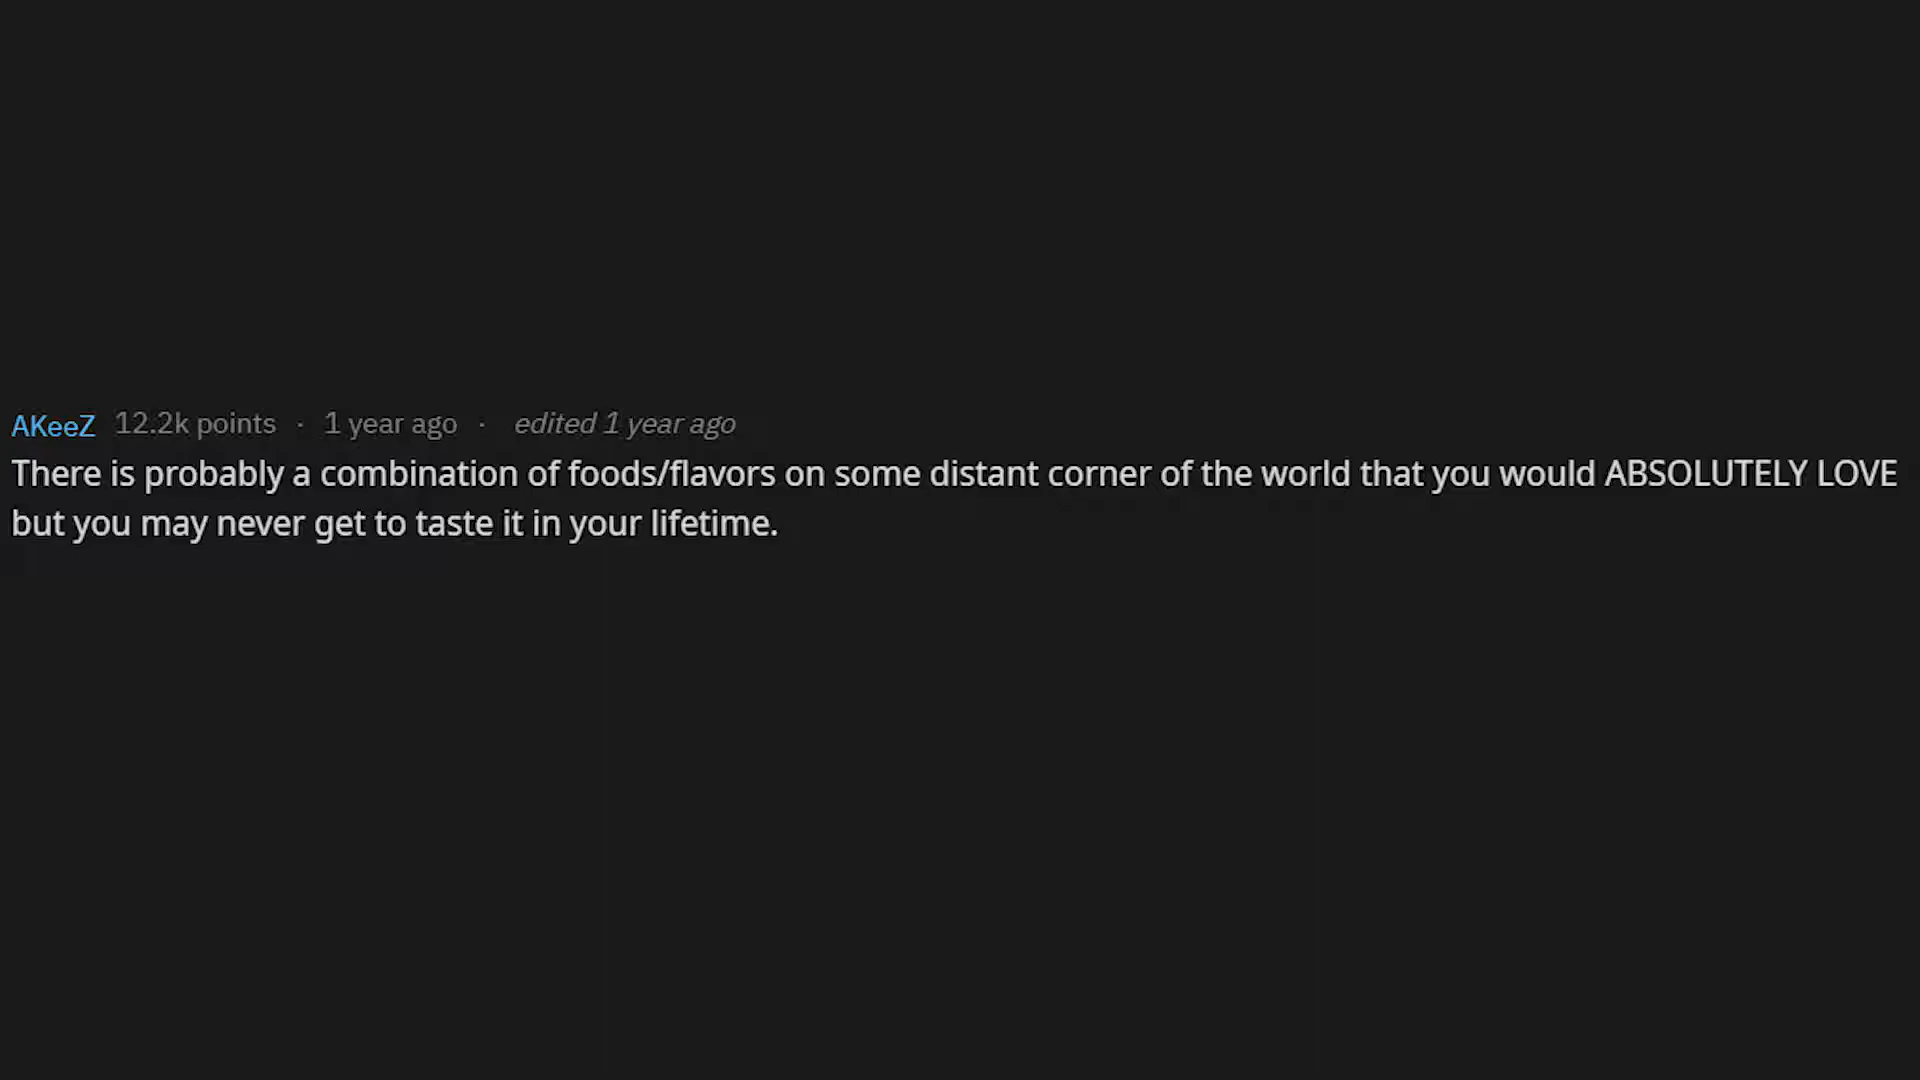 AKeeZ 12.2k points · 1 year ago · edited 1 year ago
There is probably a combination of foods/flavors on some distant corner of the world that you would ABSOLUTELY LOVE
but you may never get to taste it in your lifetime.